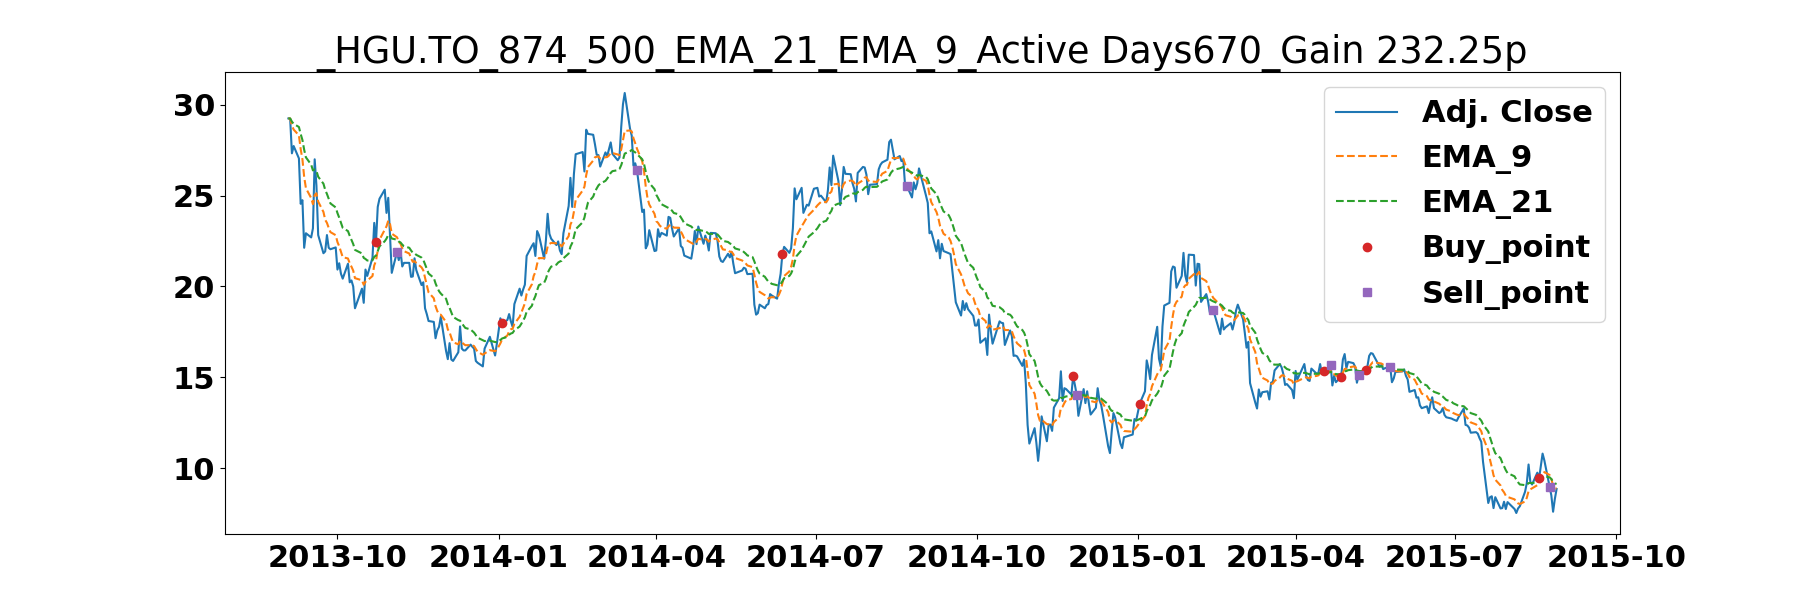 _HGU.TO_874_500_EMA_21_EMA_9_Active Days670_Gain 232.25p
30
25
20
15
10
Adj. Close
EMA_9
EMA_21
Buy_point
Sell_point
2013-10 2014-01 2014-04 2014-07 2014-10 2015-01 2015-04 2015-07 2015-10